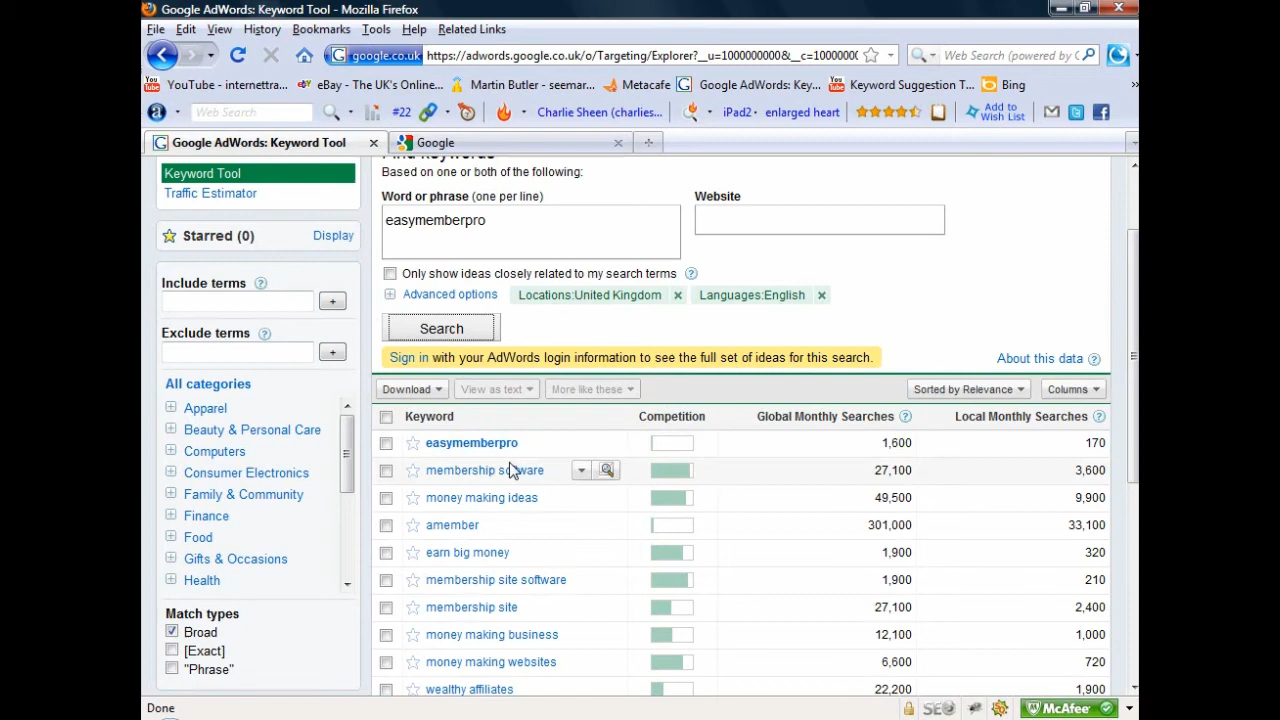 Google AdWords: Keyword Tool - Mozilla Firefox
File Edit View History Bookmarks Tools Help Related Links
google.co.uk https://adwords.google.co.uk/o/Targeting/Explorer?__u=1000000000&__c=10000000 Web Search (powered by G
YouTube - internettra... eBay - The UK's Online... Martin Butler - seemar... Metacafe Google AdWords: Key... Keyword Suggestion T... Bing
Web Search #22 Charlie Sheen (charlies... iPad2 - enlarged heart Add to Wish List
Google AdWords: Keyword Tool Google
Find keywords
Keyword Tool
Based on one or both of the following:
Traffic Estimator
Word or phrase (one per line) Website
easymemberpro
Starred (0) Display
Only show ideas closely related to my search terms
Include terms
Advanced options Locations:United Kingdom Languages:English
Search
Exclude terms
Sign in with your AdWords login information to see the full set of ideas for this search. About this data
All categories
Download View as text More like these Sorted by Relevance Columns
Apparel
Beauty & Personal Care
Computers
Consumer Electronics
Family & Community
Finance
Food
Gifts & Occasions
Health
Keyword Competition Global Monthly Searches Local Monthly Searches
easymemberpro 1,600 170
membership software 27,100 3,600
money making ideas 49,500 9,900
amember 301,000 33,100
earn big money 1,900 320
membership site software 1,900 210
membership site 27,100 2,400
money making business 12,100 1,000
money making websites 6,600 720
wealthy affiliates 22,200 1,900
Match types
Broad
[Exact]
"Phrase"
Done SEO McAfee